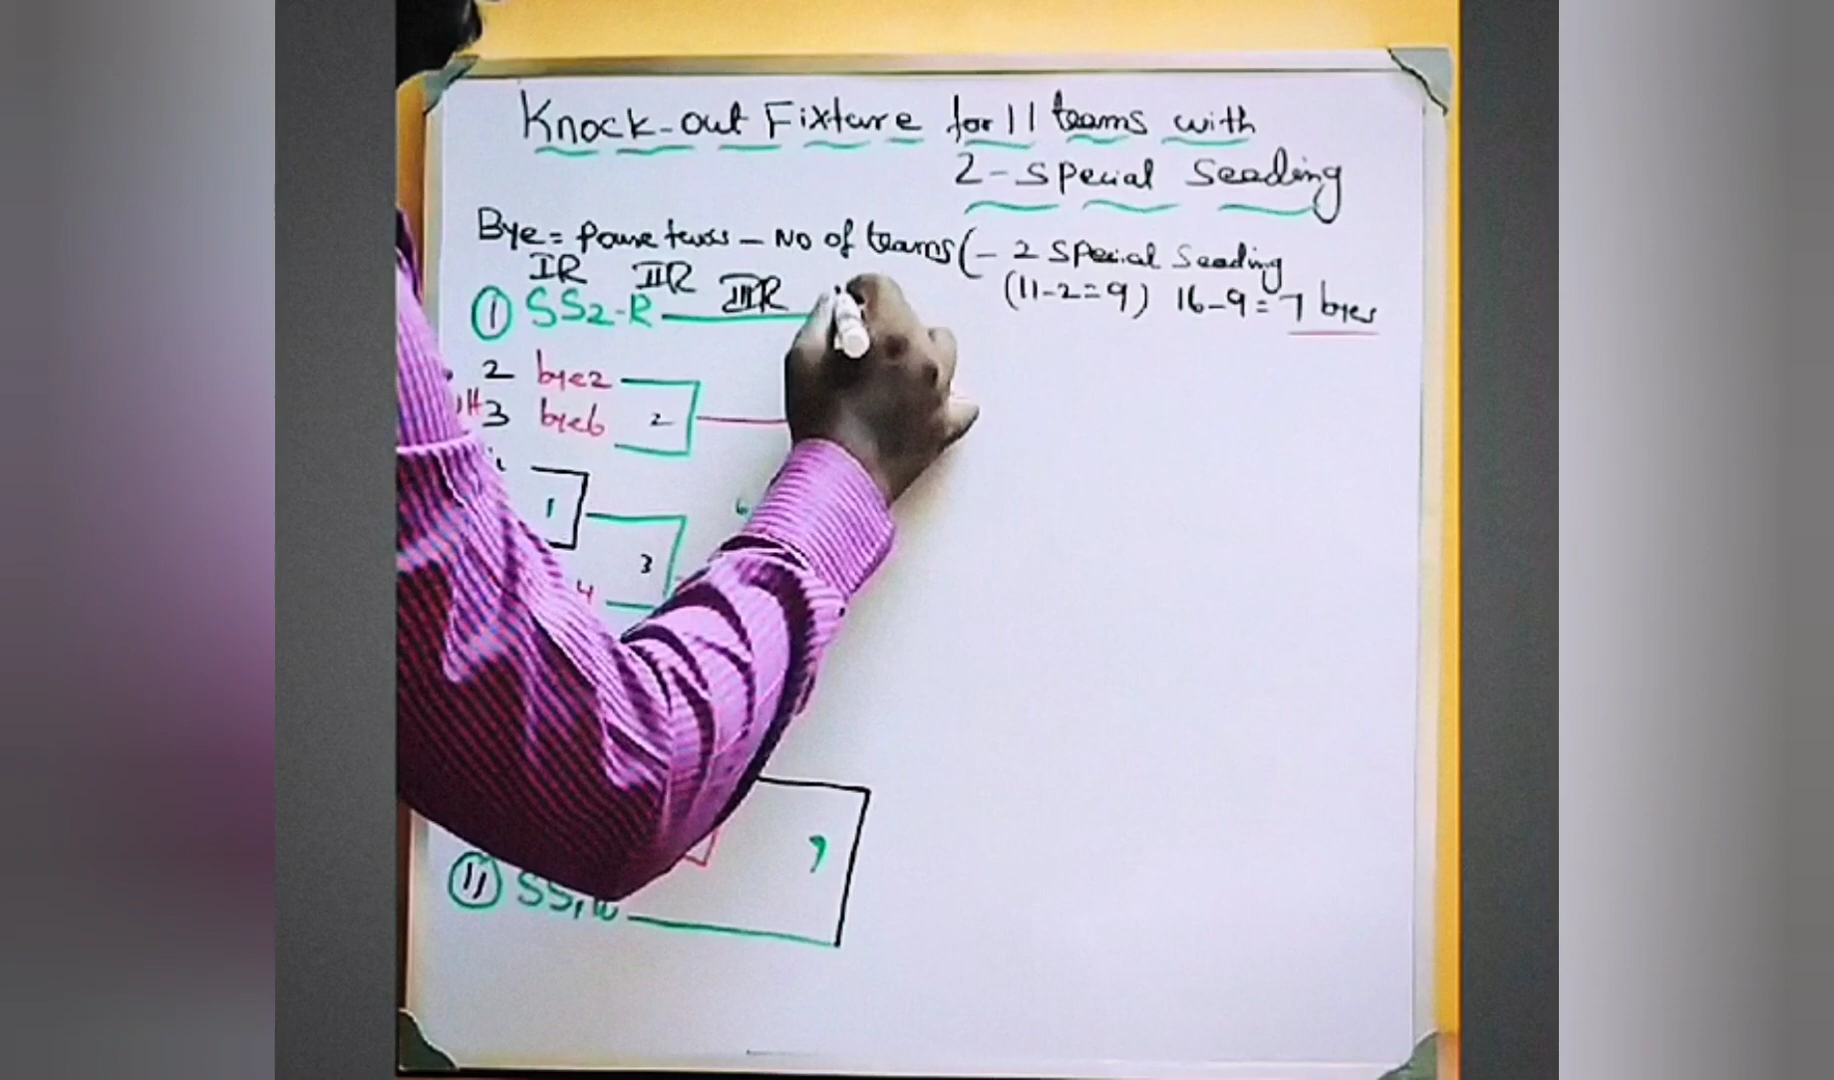 Knock-out Fixture for 11 teams with
2-Special Seeding
Bye = No of teams (- 2 Special Seeding
(11-2=9) 16-9=7 byes
IR IIR IIIR
1 SS2-R
2 bye2
3 bye6
2
1
3
4
6
7
11 SS1